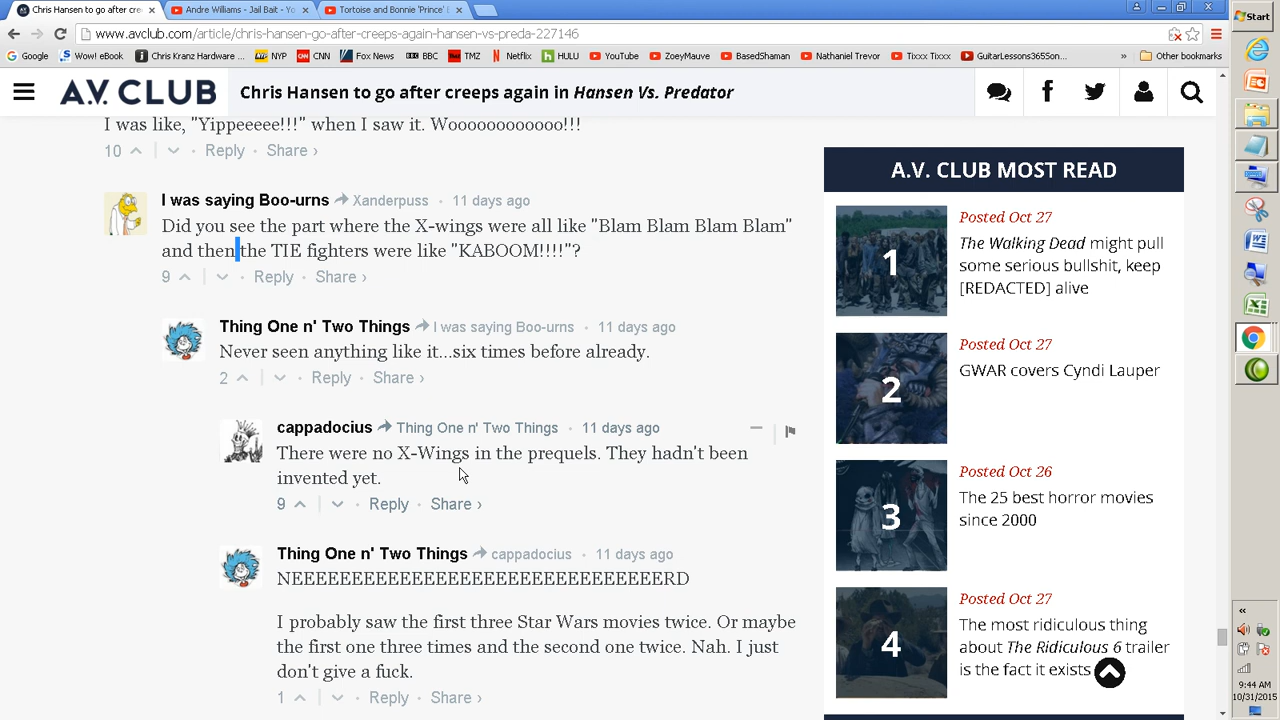 Chris Hansen to go after cre
Andre Williams - Jail Bait - Yo
Tortoise and Bonnie 'Prince' E
Start
www.avclub.com/article/chris-hansen-go-after-creeps-again-hansen-vs-preda-227146
Google Wow! eBook Chris Kranz Hardware NYP CNN Fox News BBC TMZ Netflix HULU YouTube ZoeyMauve BasedShaman Nathaniel Trevor Tixxx Tixxx GuitarLessons365on... » Other bookmarks
A.V. CLUB Chris Hansen to go after creeps again in Hansen Vs. Predator
I was like, "Yippeeeee!!!" when I saw it. Woooooooooooo!!!
10 Reply Share ›
I was saying Boo-urns Xanderpuss • 11 days ago
Did you see the part where the X-wings were all like "Blam Blam Blam Blam"
and then the TIE fighters were like "KABOOM!!!!"?
9 • Reply • Share ›
Thing One n' Two Things I was saying Boo-urns • 11 days ago
Never seen anything like it...six times before already.
2 • Reply • Share ›
cappadocius Thing One n' Two Things • 11 days ago
There were no X-Wings in the prequels. They hadn't been
invented yet.
9 • Reply • Share ›
Thing One n' Two Things cappadocius • 11 days ago
NEEEEEEEEEEEEEEEEEEEEEEEEEEEEEEERD
I probably saw the first three Star Wars movies twice. Or maybe
the first one three times and the second one twice. Nah. I just
don't give a fuck.
1 • Reply • Share ›
A.V. CLUB MOST READ
1
Posted Oct 27
The Walking Dead might pull
some serious bullshit, keep
[REDACTED] alive
2
Posted Oct 27
GWAR covers Cyndi Lauper
3
Posted Oct 26
The 25 best horror movies
since 2000
4
Posted Oct 27
The most ridiculous thing
about The Ridiculous 6 trailer
is the fact it exists
9:44 AM
10/31/2015